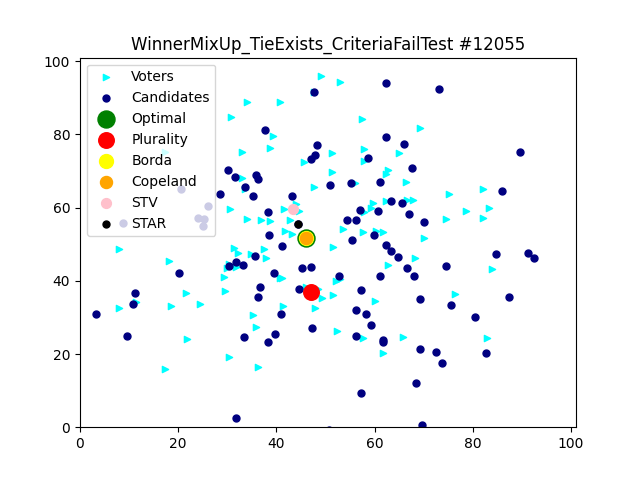 WinnerMixUp_TieExists_CriteriaFailTest #12055
100
80
60
40
20
0
Voters
Candidates
Optimal
Plurality
Borda
Copeland
STV
STAR
0 20 40 60 80 100